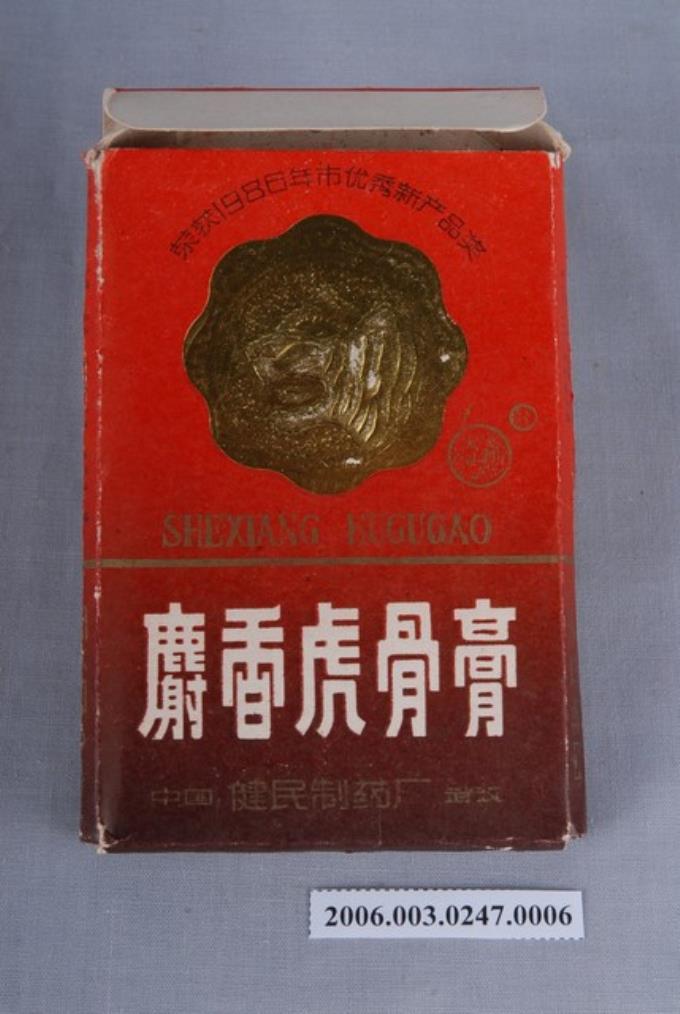 荣获1986年市优秀新产品奖
SHEXIANG HUGUGAO
麝香虎骨膏
中国 健民制药厂 武汉
2006.003.0247.0006